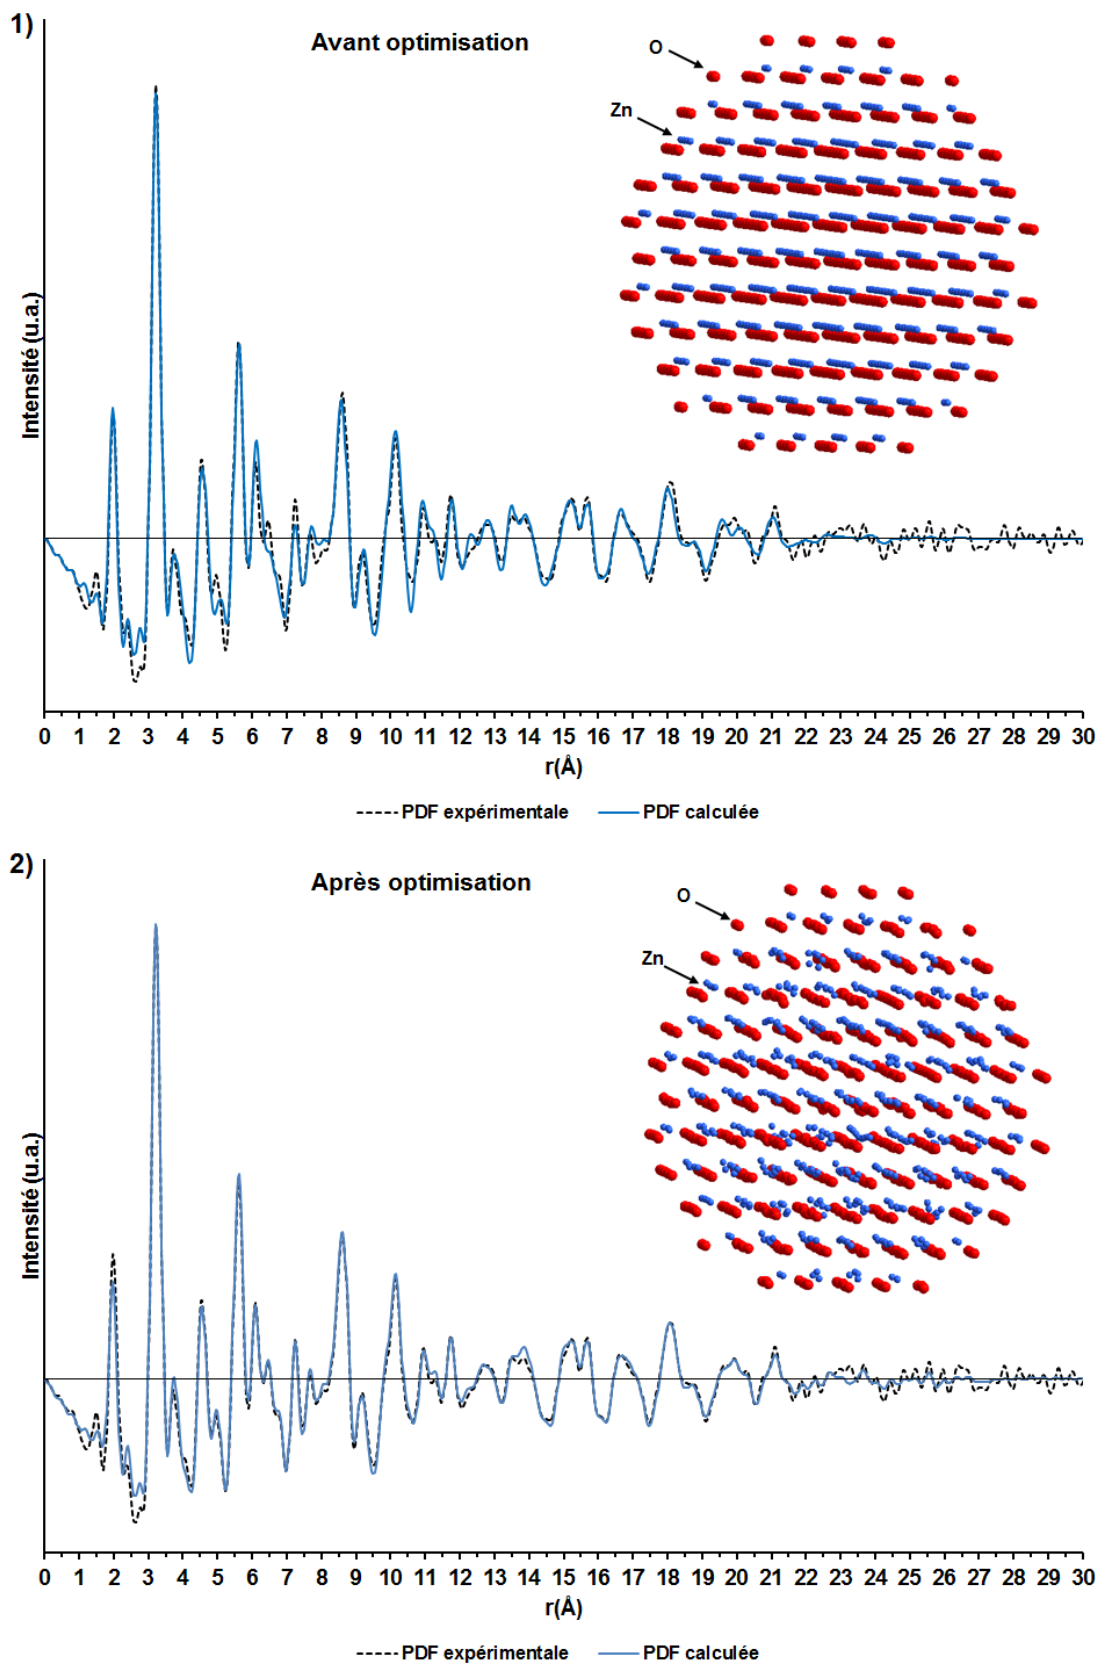 1)
Avant optimisation
O
Zn
Intensité (u.a.)
0 1 2 3 4 5 6 7 8 9 10 11 12 13 14 15 16 17 18 19 20 21 22 23 24 25 26 27 28 29 30
r(Å)
PDF expérimentale PDF calculée
2)
Après optimisation
O
Zn
Intensité (u.a.)
0 1 2 3 4 5 6 7 8 9 10 11 12 13 14 15 16 17 18 19 20 21 22 23 24 25 26 27 28 29 30
r(Å)
PDF expérimentale PDF calculée